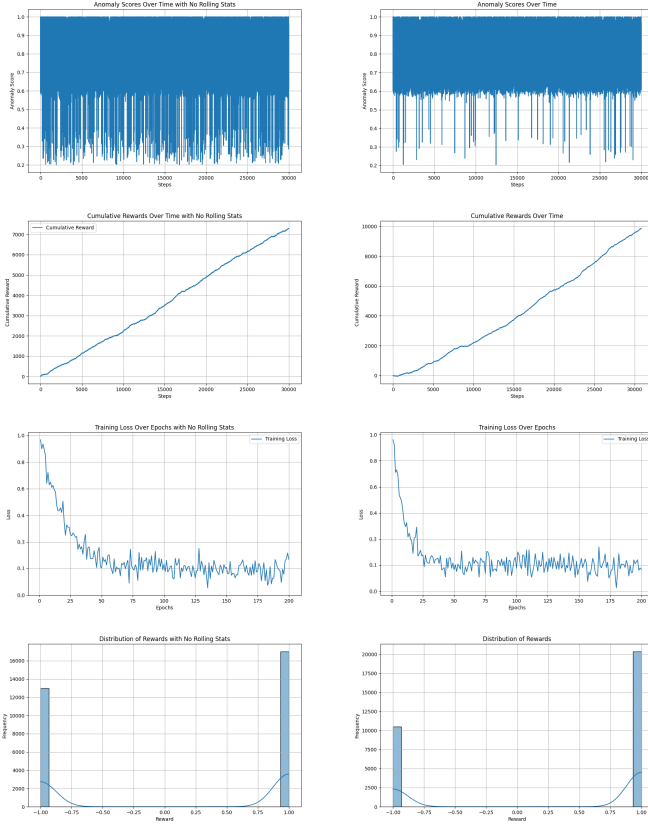 Anomaly Scores Over Time with No Rolling Stats
1.0
0.9
0.8
0.7
0.6
0.5
0.4
0.3
0.2
Anomaly Score
0 5000 10000 15000 20000 25000 30000
Steps
Anomaly Scores Over Time
1.0
0.9
0.8
0.7
0.6
0.5
0.4
0.3
0.2
Anomaly Score
0 5000 10000 15000 20000 25000 30000
Steps
Cumulative Rewards Over Time with No Rolling Stats
Cumulative Reward
7000
6000
5000
4000
3000
2000
1000
0
Cumulative Reward
0 5000 10000 15000 20000 25000 30000
Steps
Cumulative Rewards Over Time
10000
8000
6000
4000
2000
0
Cumulative Reward
0 5000 10000 15000 20000 25000 30000
Steps
Training Loss Over Epochs with No Rolling Stats
Training Loss
1.0
0.8
0.6
0.5
0.3
0.1
0.0
Loss
0 25 50 75 100 125 150 175 200
Epochs
Training Loss Over Epochs
Training Loss
1.0
0.8
0.6
0.5
0.3
0.1
0.0
Loss
0 25 50 75 100 125 150 175 200
Epochs
Distribution of Rewards with No Rolling Stats
16000
14000
12000
10000
8000
6000
4000
2000
0
Frequency
−1.00 −0.75 −0.50 −0.25 0.00 0.25 0.50 0.75 1.00
Reward
Distribution of Rewards
20000
17500
15000
12500
10000
7500
5000
2500
0
Frequency
−1.00 −0.75 −0.50 −0.25 0.00 0.25 0.50 0.75 1.00
Reward